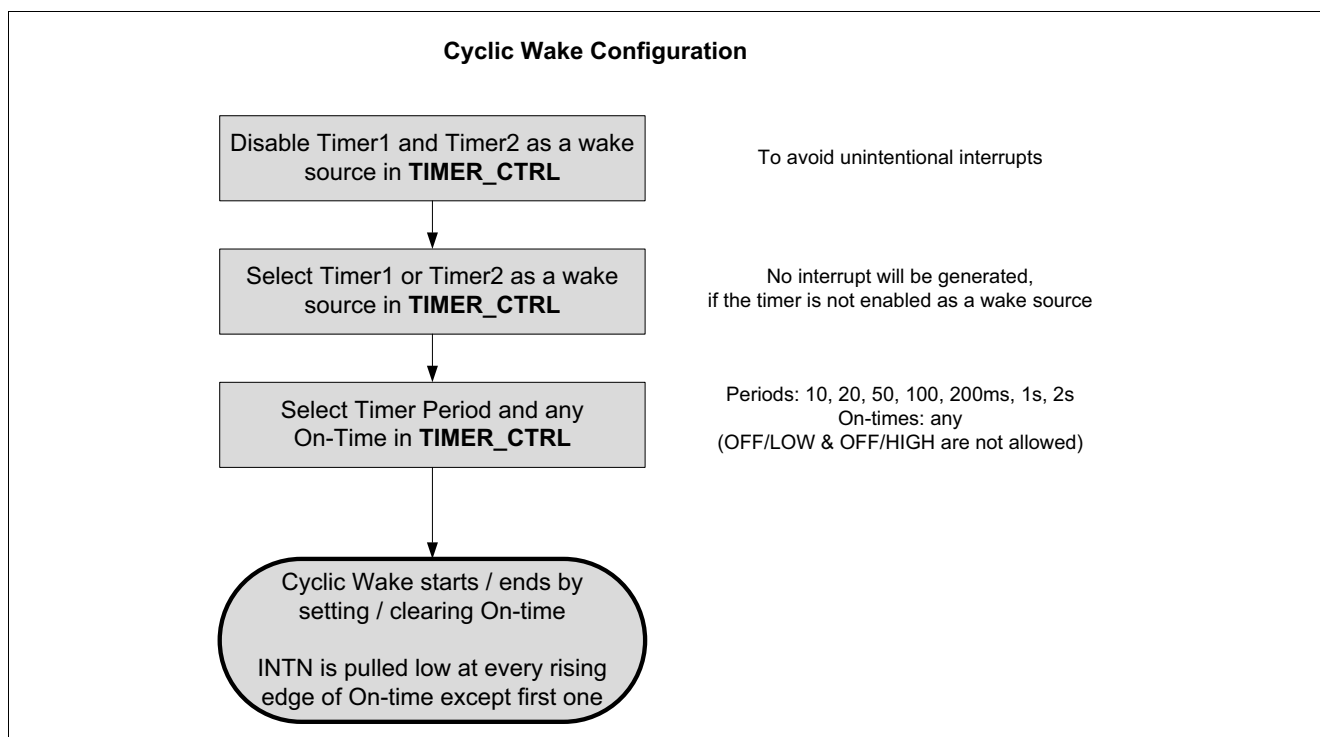 Cyclic Wake Configuration
Disable Timer1 and Timer2 as a wake
source in TIMER_CTRL
To avoid unintentional interrupts
Select Timer1 or Timer2 as a wake
source in TIMER_CTRL
No interrupt will be generated,
if the timer is not enabled as a wake source
Select Timer Period and any
On-Time in TIMER_CTRL
Periods: 10, 20, 50, 100, 200ms, 1s, 2s
On-times: any
(OFF/LOW & OFF/HIGH are not allowed)
Cyclic Wake starts / ends by
setting / clearing On-time
INTN is pulled low at every rising
edge of On-time except first one